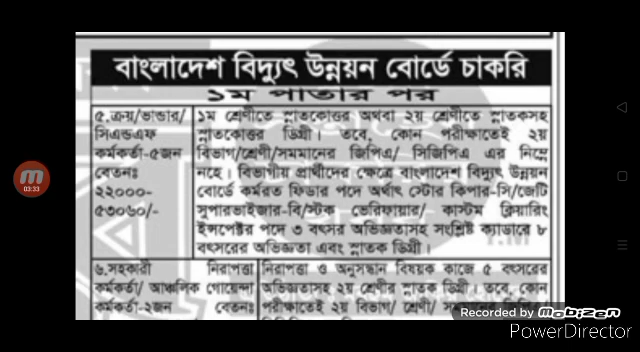 বাংলাদেশ বিদ্যুৎ উন্নয়ন বোর্ডে চাকরি
১ম পাতার পর
৫.ক্রয়/ভান্ডার/
সিএন্ডএফ
কর্মকর্তা-৫জন
বেতনঃ
২২০০০-
৫৩০৬০/-
১ম শ্রেণীতে স্নাতকোত্তর অথবা ২য় শ্রেণীতে স্নাতকসহ
স্নাতকোত্তর ডিগ্রী। তবে, কোন পরীক্ষাতেই ২য়
বিভাগ/শ্রেণী/সমমানের জিপিএ/ সিজিপিএ এর নিম্নে
নহে। বিভাগীয় প্রার্থীদের ক্ষেত্রে বাংলাদেশ বিদ্যুৎ উন্নয়ন
বোর্ডে কর্মরত ফিডার পদে অর্থাৎ স্টোর কিপার-সি/জেটি
সুপারভাইজার-বি/স্টক ভেরিফায়ার/ কাস্টম ক্লিয়ারিং
ইন্সপেক্টর পদে ৩ বৎসর অভিজ্ঞতাসহ সংশ্লিষ্ট ক্যাডারে ৮
বৎসরের অভিজ্ঞতা এবং স্নাতক ডিগ্রী।
৬.সহকারী নিরাপত্তা
কর্মকর্তা/ আঞ্চলিক গোয়েন্দা
কর্মকর্তা-২জন বেতনঃ
নিরাপত্তা ও অনুসন্ধান বিষয়ক কাজে ৫ বৎসরের
অভিজ্ঞতাসহ ২য় শ্রেণীর স্নাতক ডিগ্রী। তবে, কোন
পরীক্ষাতেই ২য় বিভাগ/ শ্রেণী/
03:33
Recorded by MOBIZEN
PowerDirector